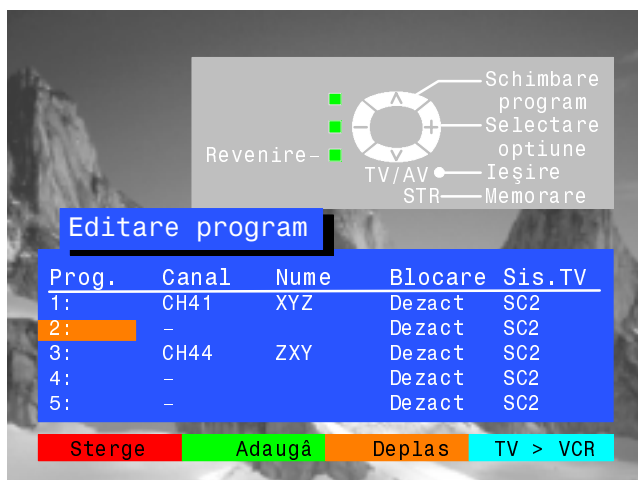 Schimbare
program
Selectare
optiune
Revenire–
TV/AV Ieşire
STR Memorare
Editare program
Prog. Canal Nume Blocare Sis.TV
1: CH41 XYZ Dezact SC2
2: – Dezact SC2
3: CH44 ZXY Dezact SC2
4: – Dezact SC2
5: – Dezact SC2
Sterge Adaugâ Deplas TV > VCR